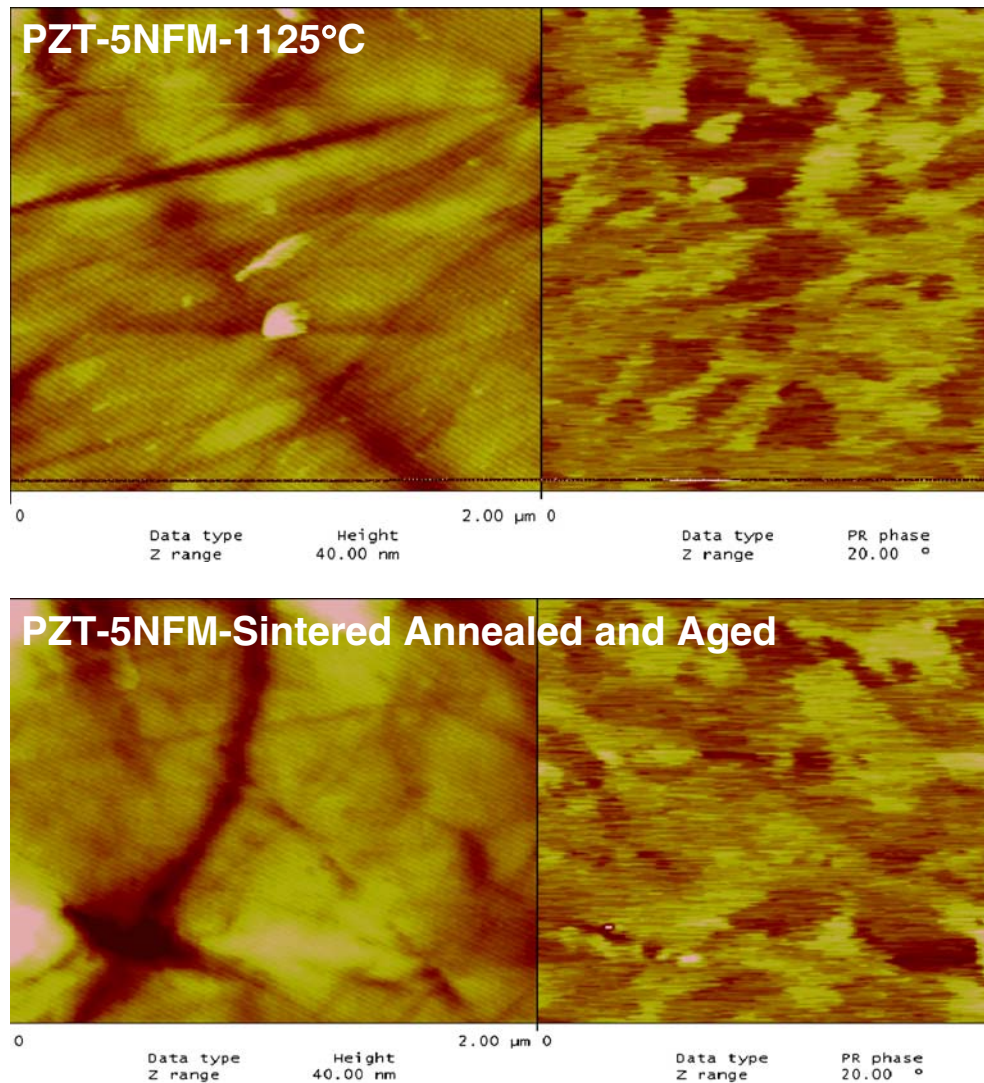 PZT-5NFM-1125°C
0 2.00 µm 0
Data type Height Data type PR phase
Z range 40.00 nm Z range 20.00 °
PZT-5NFM-Sintered Annealed and Aged
0 2.00 µm 0
Data type Height Data type PR phase
Z range 40.00 nm Z range 20.00 °